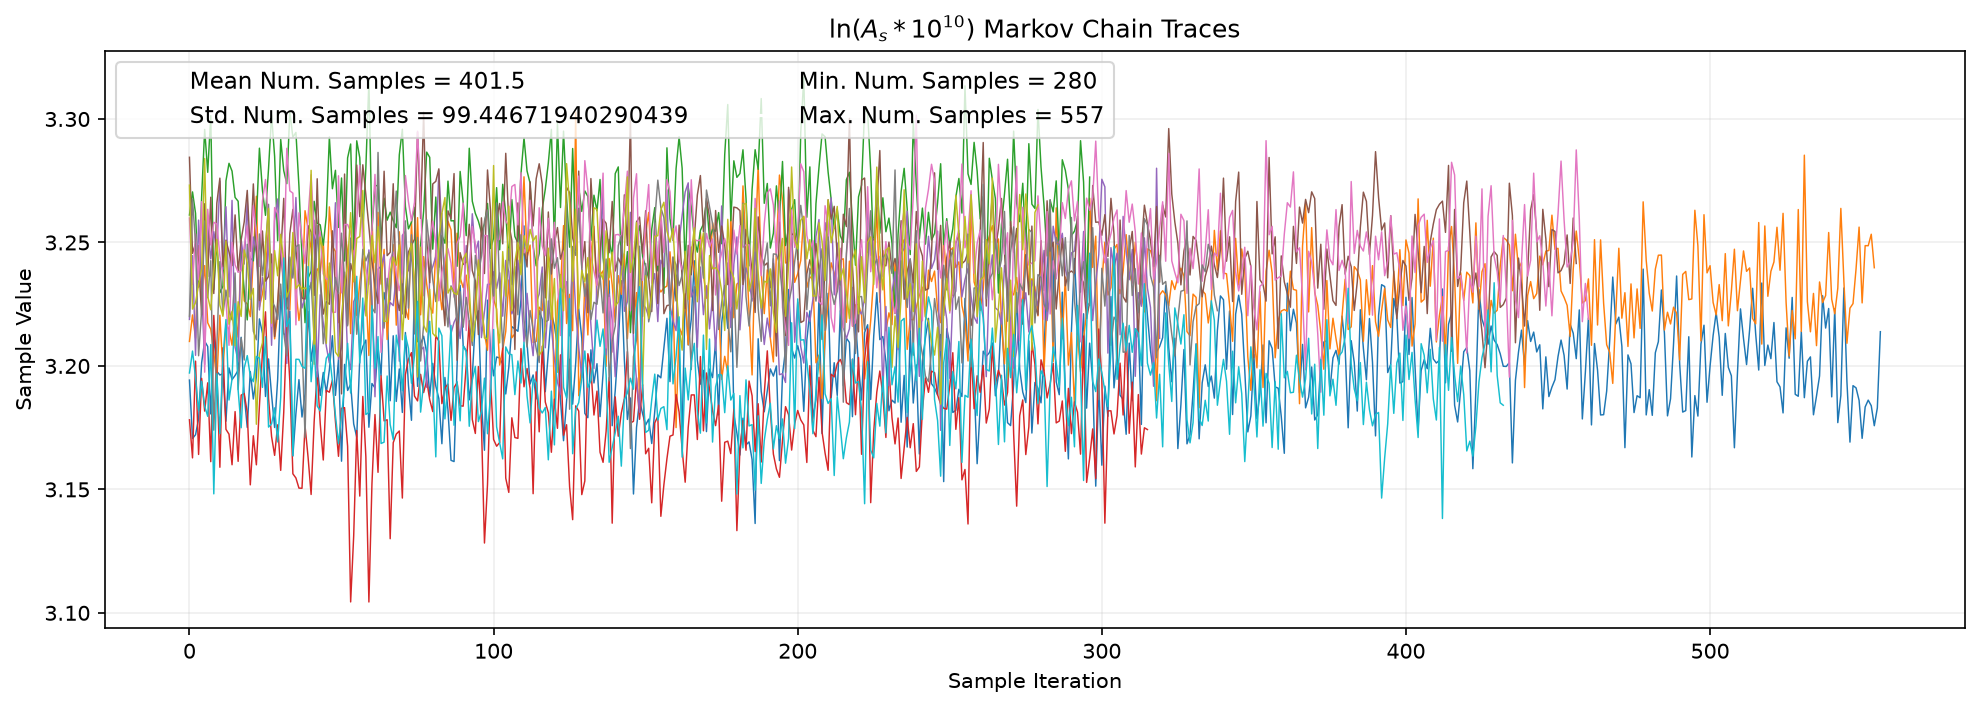 ln(A_s * 10^10) Markov Chain Traces
Mean Num. Samples = 401.5
Std. Num. Samples = 99.44671940290439
Min. Num. Samples = 280
Max. Num. Samples = 557
Sample Value
3.30
3.25
3.20
3.15
3.10
0 100 200 300 400 500
Sample Iteration